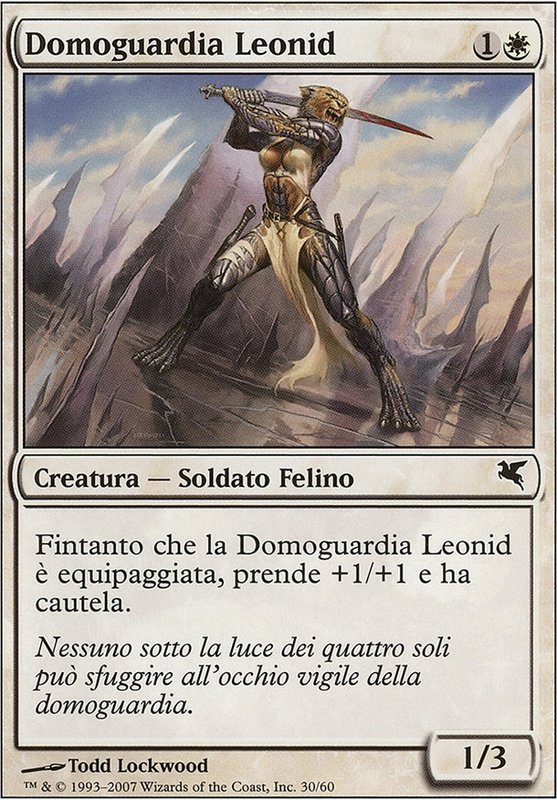 Domoguardia Leonid 1
Creatura — Soldato Felino
Fintanto che la Domoguardia Leonid
è equipaggiata, prende +1/+1 e ha
cautela.
Nessuno sotto la luce dei quattro soli
può sfuggire all'occhio vigile della
domoguardia.
1/3
Todd Lockwood
™ & © 1993–2007 Wizards of the Coast, Inc. 30/60